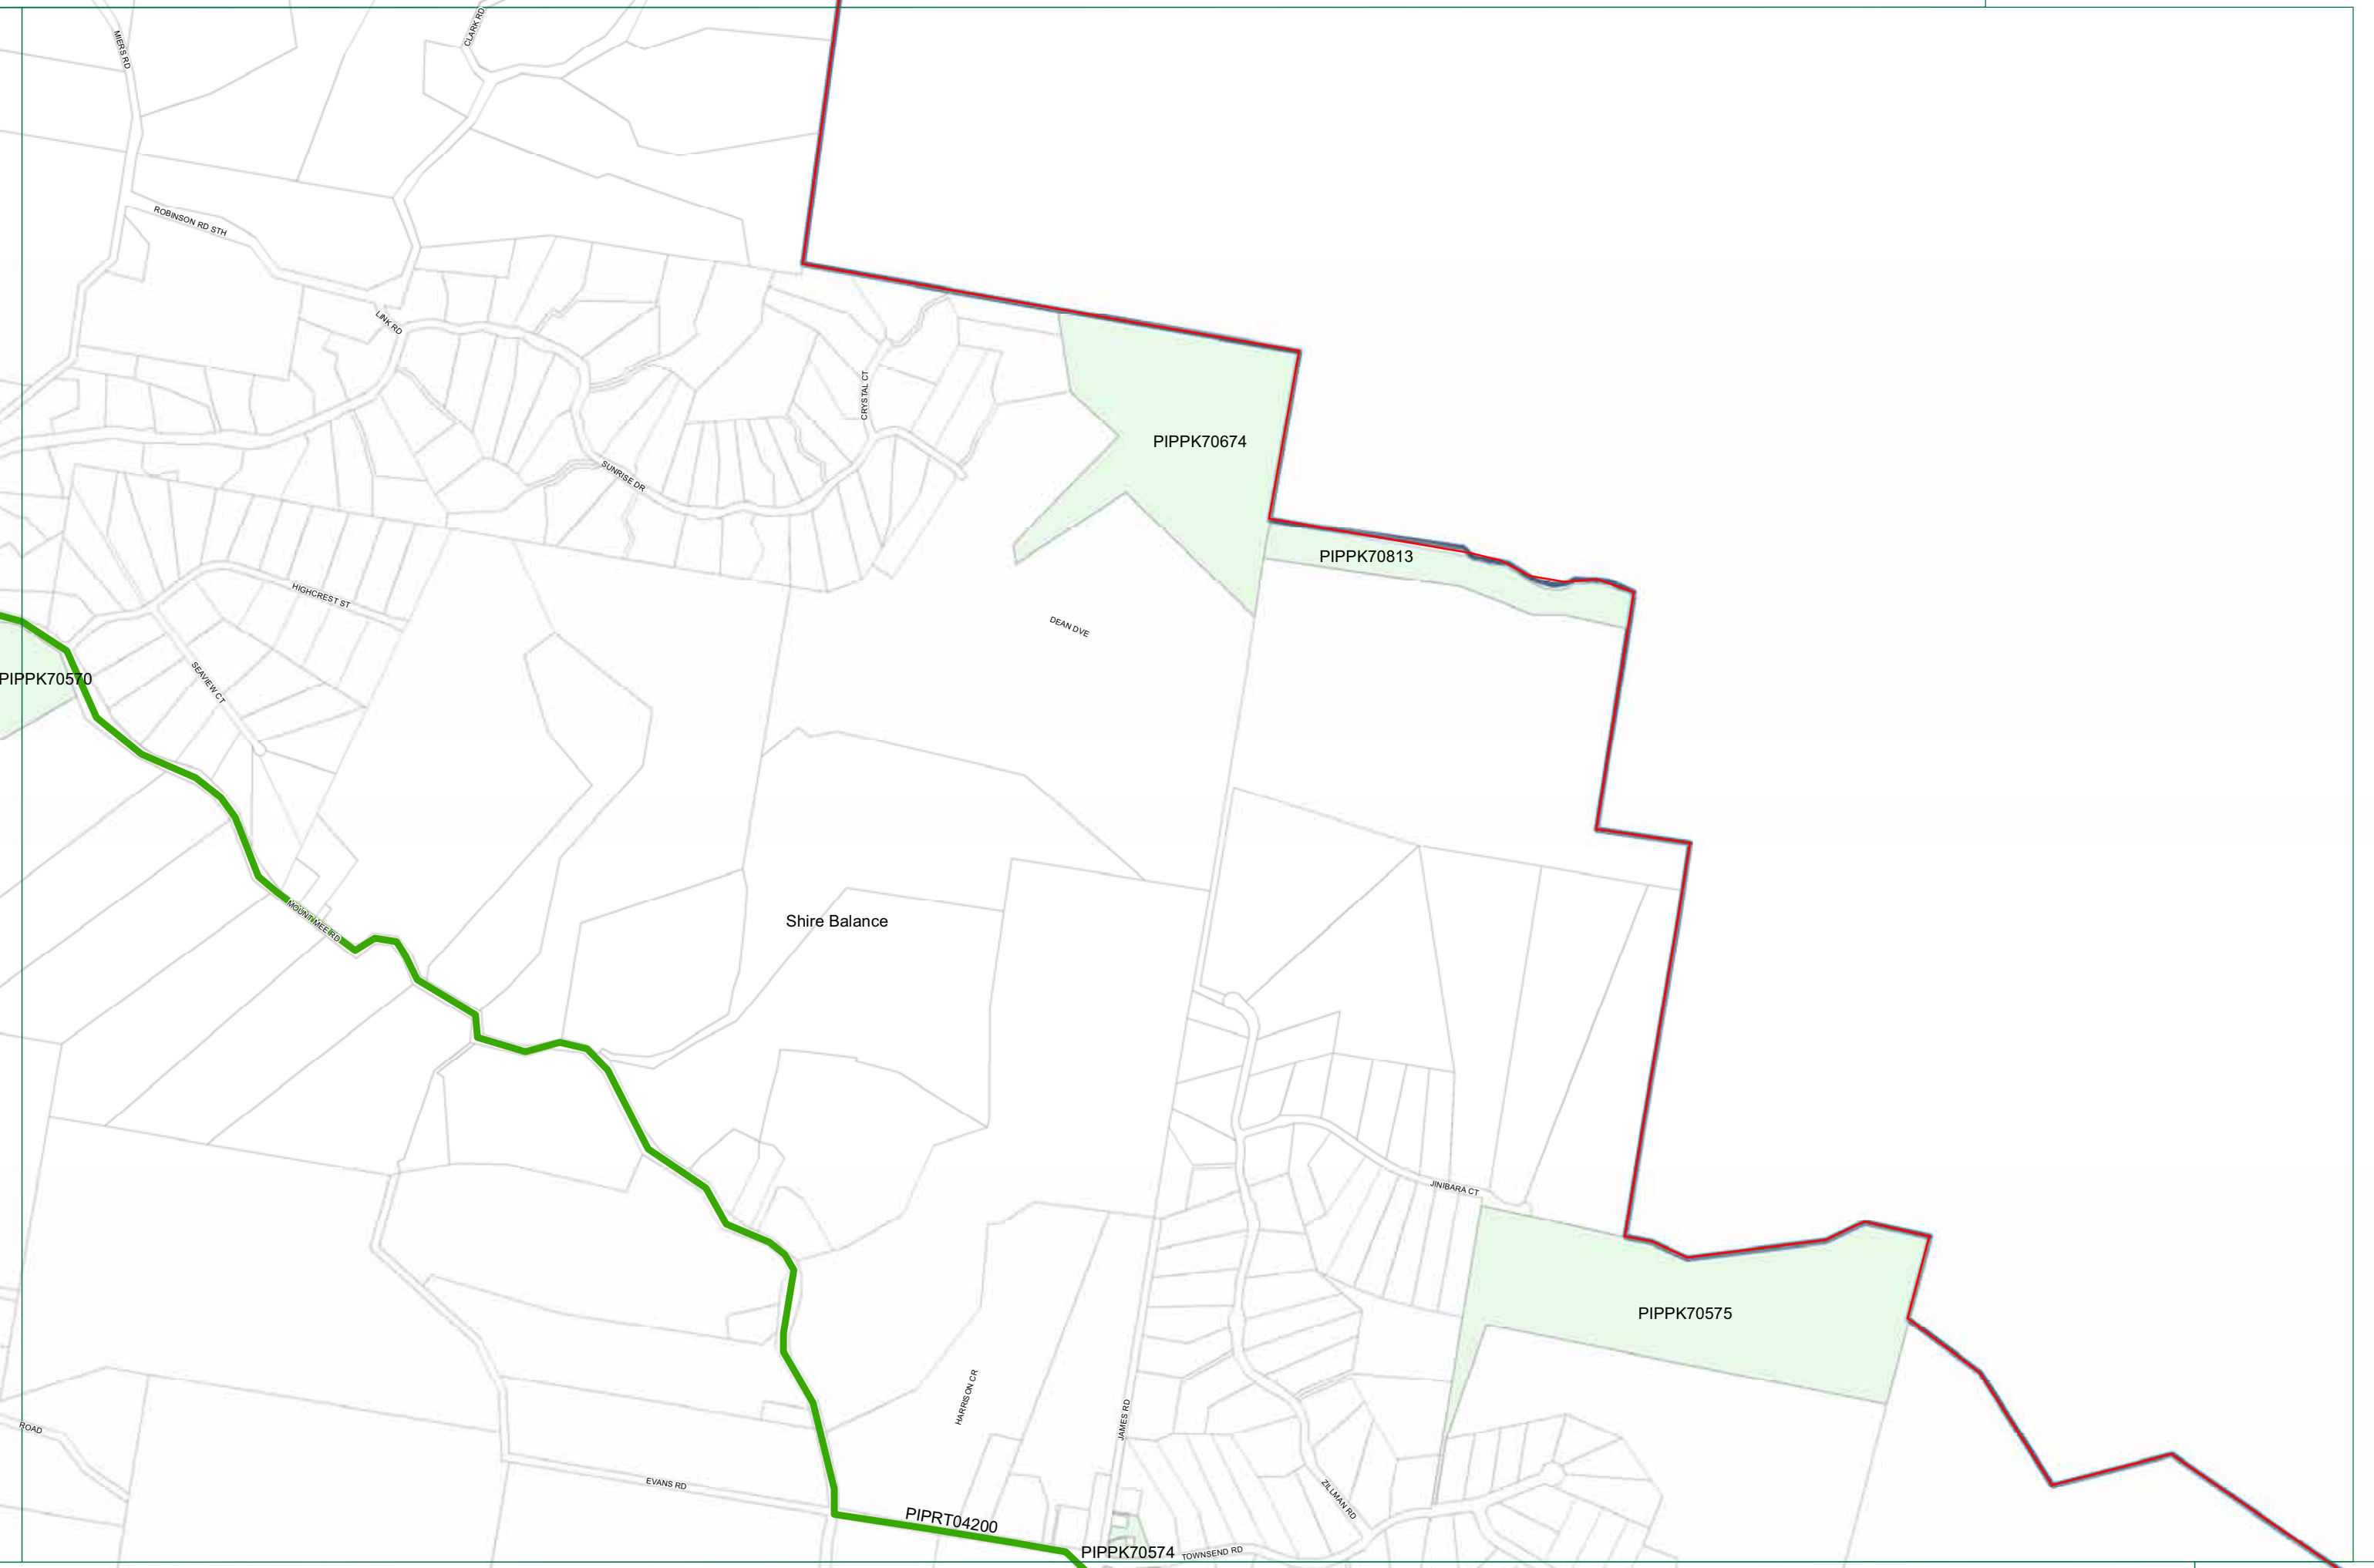 CLARK RD
MIERS RD
ROBINSON RD STH
LINK RD
CRYSTAL CT
PIPPK70674
SUNRISE DR
PIPPK70813
HIGHCREST ST
DEAN DVE
PIPPK70570
SEAVIEW CT
MOUNT MEE RD
Shire Balance
JINIBARA CT
PIPPK70575
HARRISON CR
JAMES RD
ROAD
EVANS RD
ZILLMAN RD
PIPRT04200
PIPPK70574
TOWNSEND RD